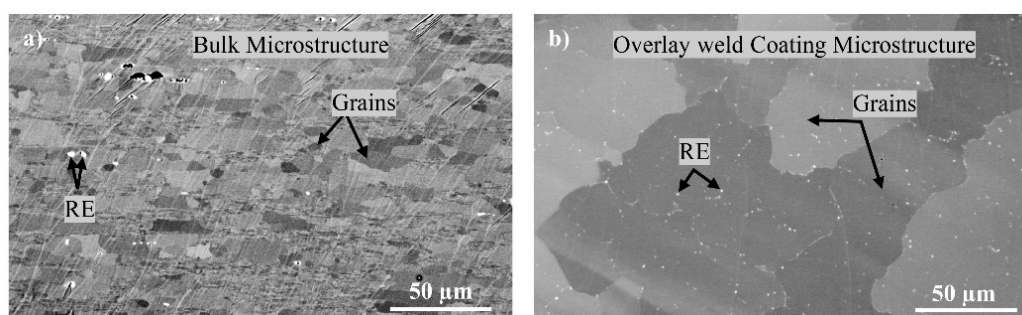 a)
Bulk Microstructure
Grains
RE
50 µm
b)
Overlay weld Coating Microstructure
Grains
RE
50 µm